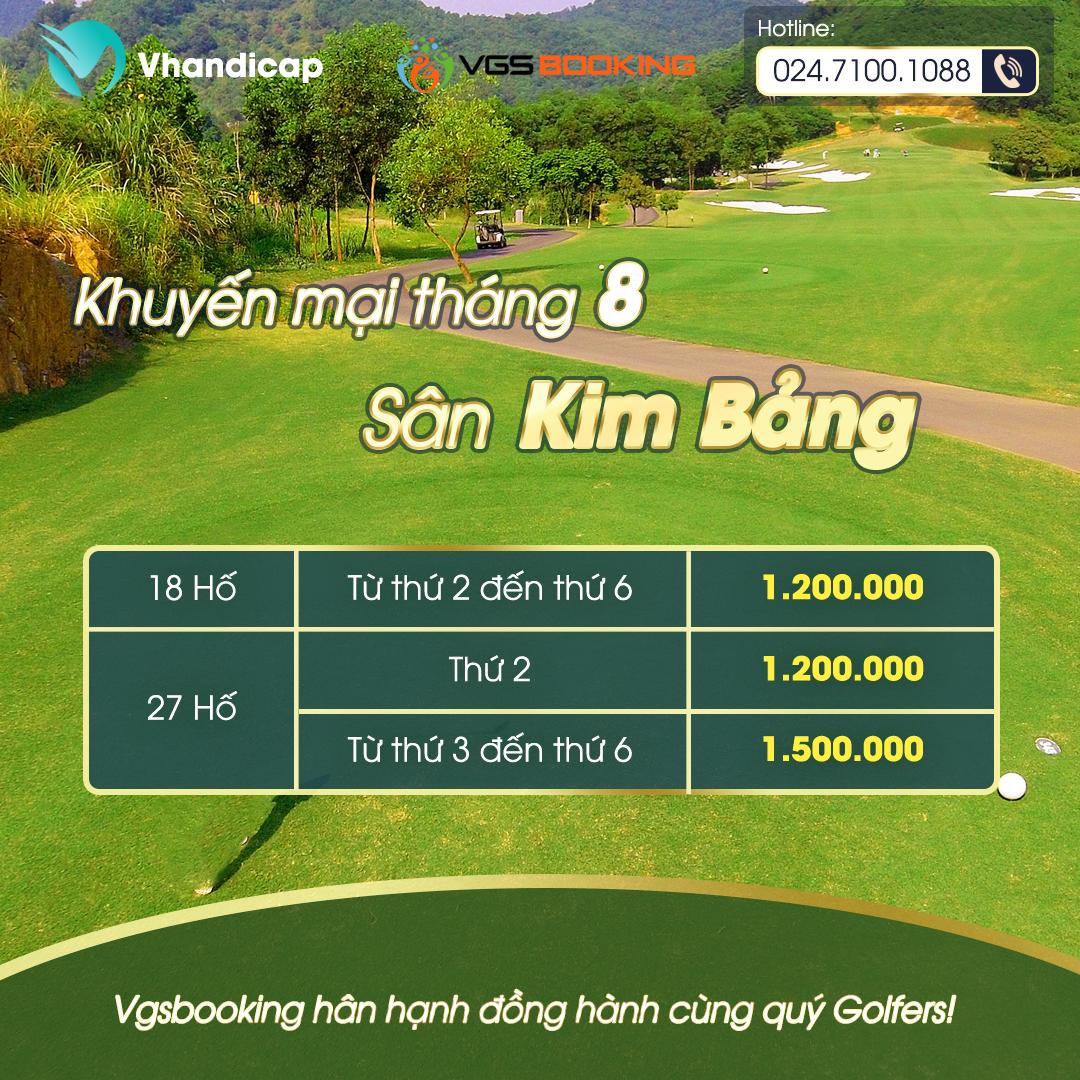 Vhandicap
VGS BOOKING
Hotline:
024.7100.1088
Khuyến mại tháng 8
Sân Kim Bảng
18 Hố
Từ thứ 2 đến thứ 6
1.200.000
27 Hố
Thứ 2
1.200.000
Từ thứ 3 đến thứ 6
1.500.000
Vgsbooking hân hạnh đồng hành cùng quý Golfers!